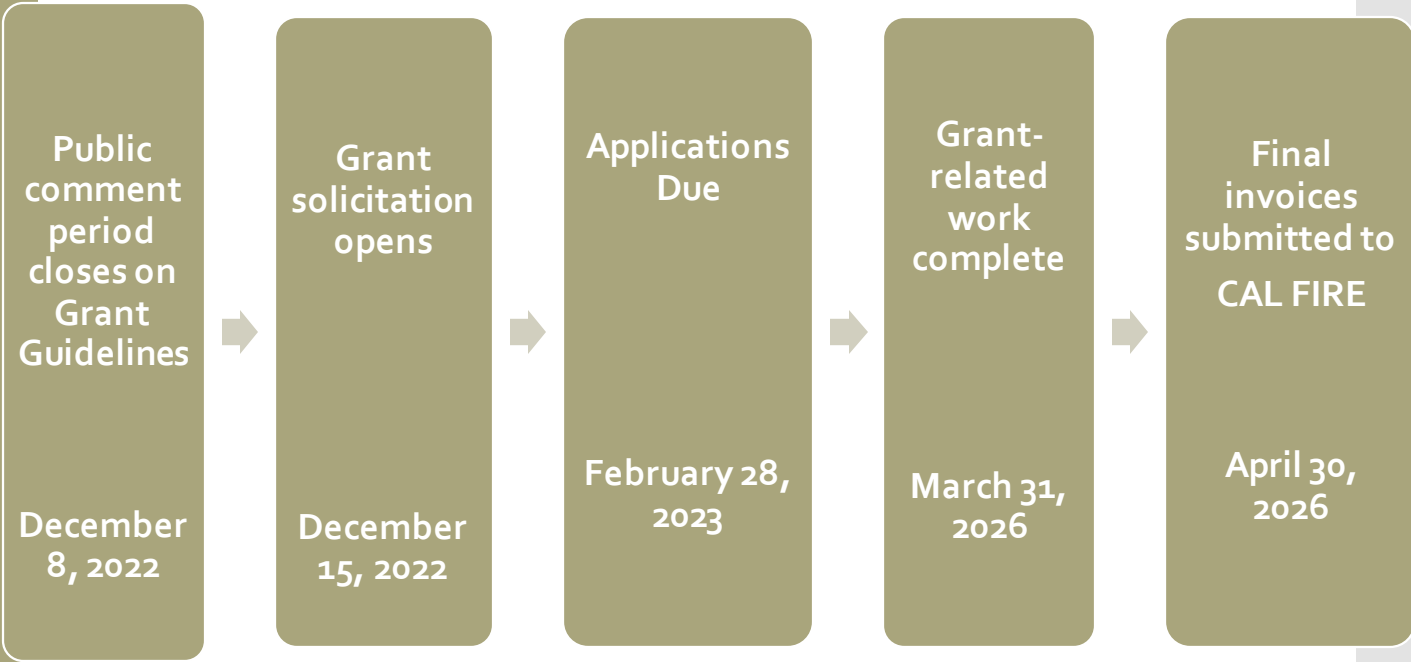 Public
comment
period
closes on
Grant
Guidelines
December
8, 2022
Grant
solicitation
opens
December
15, 2022
Applications
Due
February 28,
2023
Grant-
related
work
complete
March 31,
2026
Final
invoices
submitted to
CAL FIRE
April 30,
2026